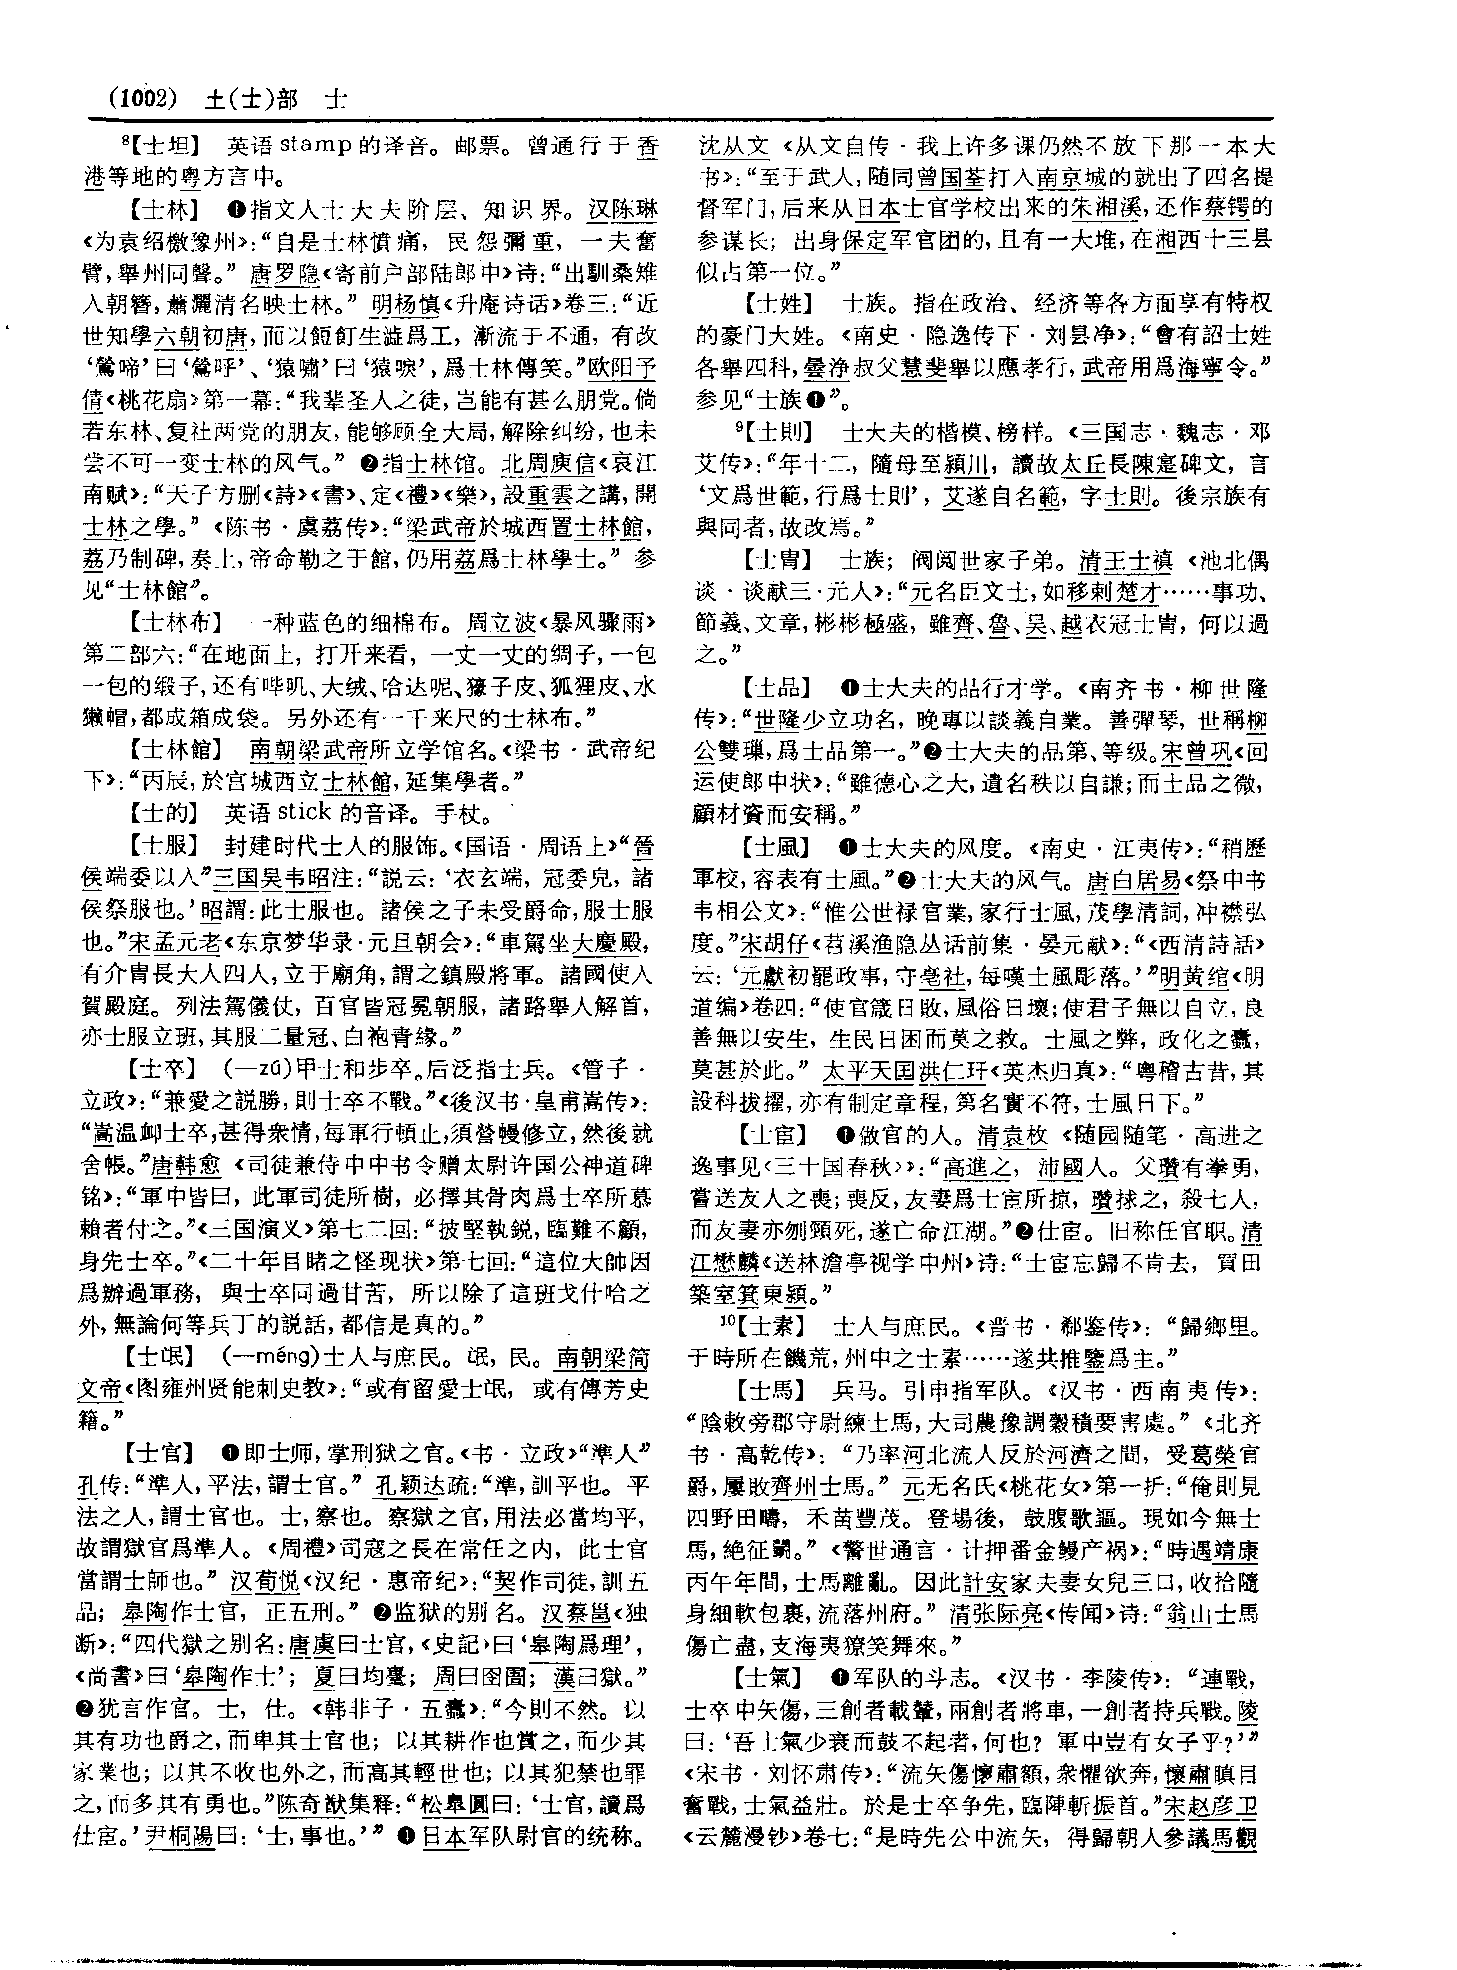 (1002) 土(士)部 士
⁸【士坦】 英语stamp的译音。邮票。曾通行于香
港等地的粤方言中。
【士林】 ❶指文人士大夫阶层、知识界。汉陈琳
《为袁绍檄豫州》：“自是士林憤痛，民怨彌重，一夫奮
臂，舉州同聲。”唐罗隐《寄前户部陆郎中》诗：“出馴桑雉
入朝簪，蕭灑清名映士林。”明杨慎《升庵诗话》卷三：“近
世知學六朝初唐，而以餖飣生澁爲工，漸流于不通，有改
‘鶯啼’曰‘鶯呼’、‘猿嘯’曰‘猿唳’，爲士林傳笑。”欧阳予
倩《桃花扇》第一幕：“我辈圣人之徒，岂能有甚么朋党。倘
若东林、复社两党的朋友，能够顾全大局，解除纠纷，也未
尝不可一变士林的风气。”❷指士林馆。北周庾信《哀江
南赋》：“天子方删《詩》《書》、定《禮》《樂》，設重雲之講，開
士林之學。”《陈书·虞荔传》：“梁武帝於城西置士林館，
荔乃制碑，奏上，帝命勒之于館，仍用荔爲士林學士。”参
见“士林館”。
【士林布】 一种蓝色的细棉布。周立波《暴风骤雨》
第二部六：“在地面上，打开来看，一丈一丈的绸子，一包
一包的缎子，还有哔叽、大绒、哈达呢、獴子皮、狐狸皮、水
獭帽，都成箱成袋。另外还有一千来尺的士林布。”
【士林館】 南朝梁武帝所立学馆名。《梁书·武帝纪
下》：“丙辰，於宫城西立士林館，延集學者。”
【士的】 英语stick的音译。手杖。
【士服】 封建时代士人的服饰。《国语·周语上》“晉
侯端委以入”三国吴韦昭注：“説云：‘衣玄端，冠委皃，諸
侯祭服也。’昭謂：此士服也。諸侯之子未受爵命，服士服
也。”宋孟元老《东京梦华录·元旦朝会》：“車駕坐大慶殿，
有介胄長大人四人，立于廟角，謂之鎮殿將軍。諸國使入
賀殿庭。列法駕儀仗，百官皆冠冕朝服，諸路舉人解首，
亦士服立班，其服二量冠、白袍青緣。”
【士卒】 (—zú)甲士和步卒。后泛指士兵。《管子·
立政》：“兼愛之説勝，則士卒不戰。”《後汉书·皇甫嵩传》：
“嵩温卹士卒，甚得衆情，每軍行頓止，須營幔修立，然後就
舍帳。”唐韩愈《司徒兼侍中中书令赠太尉许国公神道碑
铭》：“軍中皆曰，此軍司徒所樹，必擇其骨肉爲士卒所慕
賴者付之。”《三国演义》第七二回：“披堅執鋭，臨難不顧，
身先士卒。”《二十年目睹之怪现状》第七回：“這位大帥因
爲辦過軍務，與士卒同過甘苦，所以除了這班戈什哈之
外，無論何等兵丁的説話，都信是真的。”
【士氓】 (—méng)士人与庶民。氓，民。南朝梁简
文帝《图雍州贤能刺史教》：“或有留愛士氓，或有傳芳史
籍。”
【士官】 ❶即士师，掌刑狱之官。《书·立政》“準人”
孔传：“準人，平法，謂士官。”孔颖达疏：“準，訓平也。平
法之人，謂士官也。士，察也。察獄之官，用法必當均平，
故謂獄官爲準人。《周禮》司寇之長在常任之内，此士官
當謂士師也。”汉荀悦《汉纪·惠帝纪》：“契作司徒，訓五
品；皋陶作士官，正五刑。”❷监狱的别名。汉蔡邕《独
断》：“四代獄之别名：唐虞曰士官，《史記》曰‘皋陶爲理’，
《尚書》曰‘皋陶作士’；夏曰均臺；周曰囹圄；漢曰獄。”
❷犹言作官。士，仕。《韩非子·五蠹》：“今則不然。以
其有功也爵之，而卑其士官也；以其耕作也賞之，而少其
家業也；以其不收也外之，而高其輕世也；以其犯禁也罪
之，而多其有勇也。”陈奇猷集释：“松皋圓曰：‘士官，讀爲
仕宦。’尹桐陽曰：‘士，事也。’”❹日本军队尉官的统称。
沈从文《从文自传·我上许多课仍然不放下那一本大
书》：“至于武人，随同曾国荃打入南京城的就出了四名提
督军门，后来从日本士官学校出来的朱湘溪，还作蔡锷的
参谋长；出身保定军官团的，且有一大堆，在湘西十三县
似占第一位。”
【士姓】 士族。指在政治、经济等各方面享有特权
的豪门大姓。《南史·隐逸传下·刘昙净》：“會有詔士姓
各舉四科，曇净叔父慧斐舉以應孝行，武帝用爲海寧令。”
参见“士族❶”。
⁹【士則】 士大夫的楷模、榜样。《三国志·魏志·邓
艾传》：“年十二，隨母至潁川，讀故太丘長陳寔碑文，言
‘文爲世範，行爲士則’，艾遂自名範，字士則。後宗族有
與同者，故改焉。”
【士胄】 士族；阀阅世家子弟。清王士禛《池北偶
谈·谈献三·元人》：“元名臣文士，如移剌楚才……事功、
節義、文章，彬彬極盛，雖齊、魯、吴、越衣冠士胄，何以過
之。”
【士品】 ❶士大夫的品行才学。《南齐书·柳世隆
传》：“世隆少立功名，晚專以談義自業。善彈琴，世稱柳
公雙璅，爲士品第一。”❷士大夫的品第、等级。宋曾巩《回
运使郎中状》：“雖德心之大，遺名秩以自謙；而士品之微，
顧材資而安稱。”
【士風】 ❶士大夫的风度。《南史·江夷传》：“稍歷
軍校，容表有士風。”❷士大夫的风气。唐白居易《祭中书
韦相公文》：“惟公世禄官業，家行士風，茂學清詞，冲襟弘
度。”宋胡仔《苕溪渔隐丛话前集·晏元献》：“《西清詩話》
云：‘元獻初罷政事，守亳社，每嘆士風彫落。’”明黄绾《明
道编》卷四：“使官箴日敗，風俗日壞；使君子無以自立，良
善無以安生，生民日困而莫之救。士風之弊，政化之蠹，
莫甚於此。”太平天国洪仁玕《英杰归真》：“粤稽古昔，其
設科拔擢，亦有制定章程，第名實不符，士風日下。”
【士宦】 ❶做官的人。清袁枚《随园随笔·高进之
逸事见〈三十国春秋〉》：“高進之，沛國人。父瓚有拳勇，
嘗送友人之喪；喪反，友妻爲士宦所掠，瓚捄之，殺七人，
而友妻亦刎頸死，遂亡命江湖。”❷仕宦。旧称任官职。清
江懋麟《送林澹亭视学中州》诗：“士宦忘歸不肯去，買田
築室箕東潁。”
¹⁰【士素】 士人与庶民。《晋书·郗鉴传》：“歸鄉里。
于時所在饑荒，州中之士素……遂共推鑒爲主。”
【士馬】 兵马。引申指军队。《汉书·西南夷传》：
“陰敕旁郡守尉練士馬，大司農豫調穀積要害處。”《北齐
书·高乾传》：“乃率河北流人反於河濟之間，受葛榮官
爵，屢敗齊州士馬。”元无名氏《桃花女》第一折：“俺則見
四野田疇，禾苗豐茂。登場後，鼓腹歌謳。現如今無士
馬，絶征鬭。”《警世通言·计押番金鳗产祸》：“時遇靖康
丙午年間，士馬離亂。因此計安家夫妻女兒三口，收拾隨
身細軟包裹，流落州府。”清张际亮《传闻》诗：“翁山士馬
傷亡盡，支海夷獠笑舞來。”
【士氣】 ❶军队的斗志。《汉书·李陵传》：“連戰，
士卒中矢傷，三創者載輦，兩創者將車，一創者持兵戰。陵
曰：‘吾士氣少衰而鼓不起者，何也？軍中豈有女子乎？’”
《宋书·刘怀肃传》：“流矢傷懷肅額，衆懼欲奔，懷肅瞋目
奮戰，士氣益壯。於是士卒争先，臨陣斬振首。”宋赵彦卫
《云麓漫钞》卷七：“是時先公中流矢，得歸朝人參議馬觀